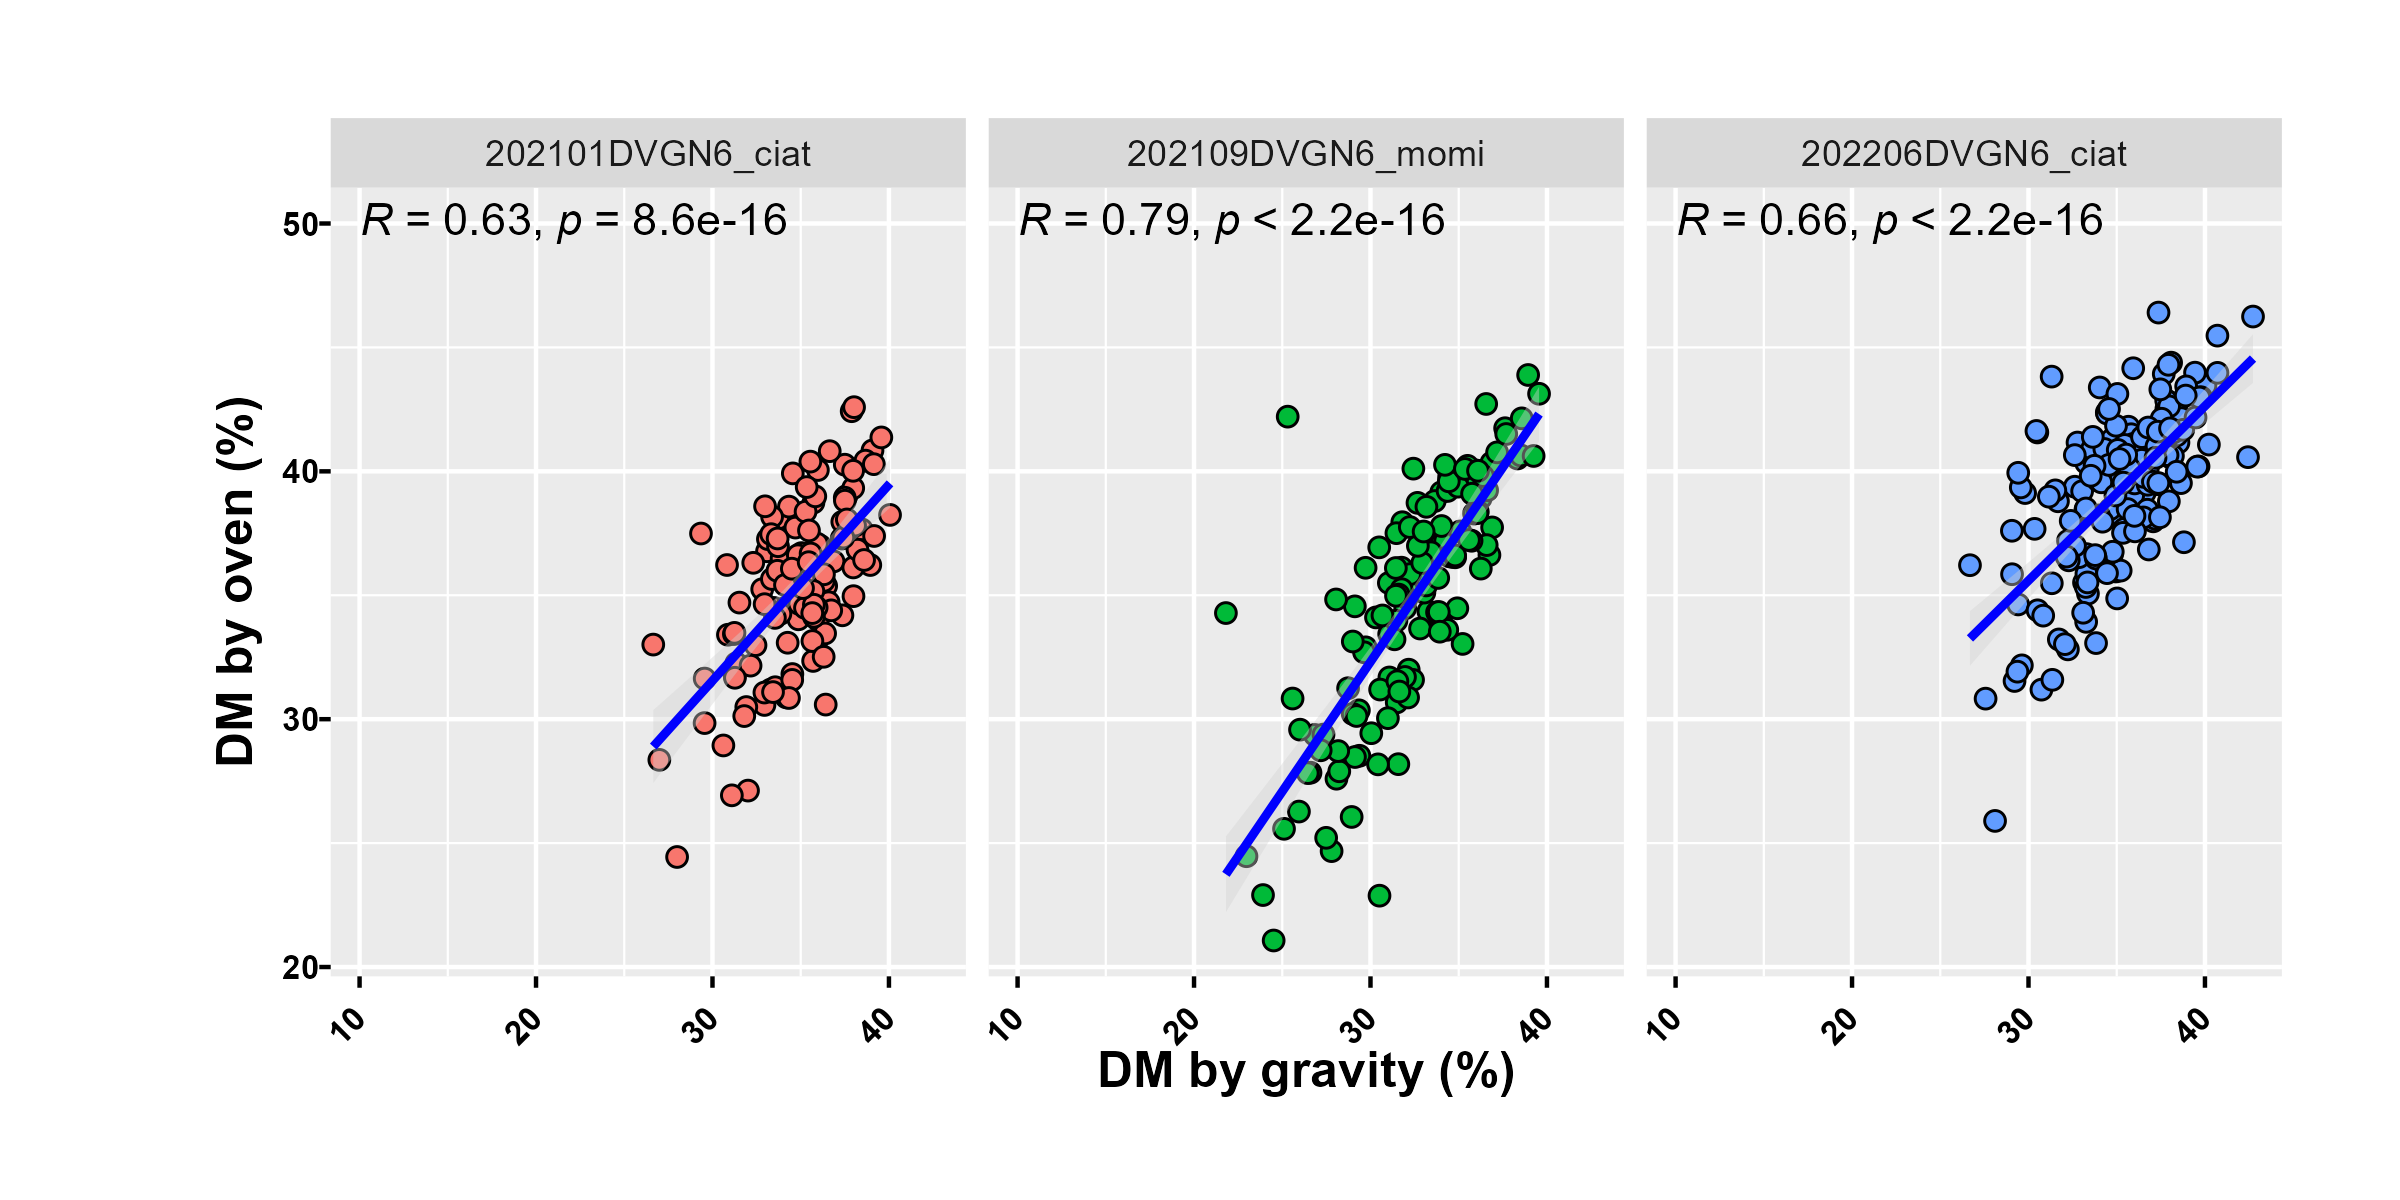 202101DVGN6_ciat
202109DVGN6_momi
202206DVGN6_ciat
R = 0.63, p = 8.6e-16
R = 0.79, p < 2.2e-16
R = 0.66, p < 2.2e-16
50
40
30
20
DM by oven (%)
10 20 30 40
10 20 30 40
10 20 30 40
DM by gravity (%)